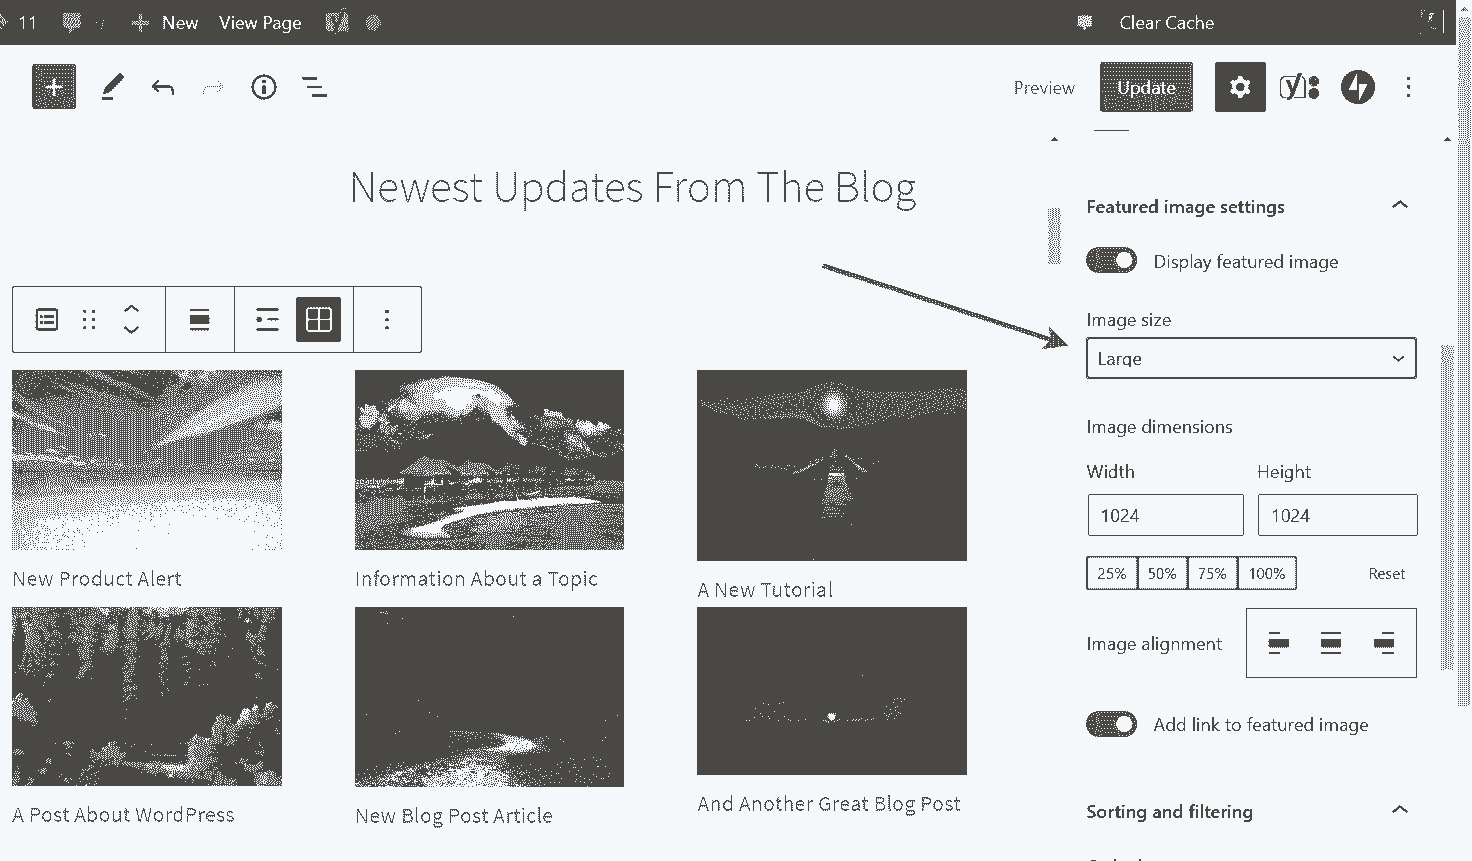 11 New View Page Clear Cache
Preview Update
Newest Updates From The Blog
New Product Alert
Information About a Topic
A New Tutorial
A Post About WordPress
New Blog Post Article
And Another Great Blog Post
Featured image settings
Display featured image
Image size
Large
Image dimensions
Width Height
1024 1024
25% 50% 75% 100% Reset
Image alignment
Add link to featured image
Sorting and filtering